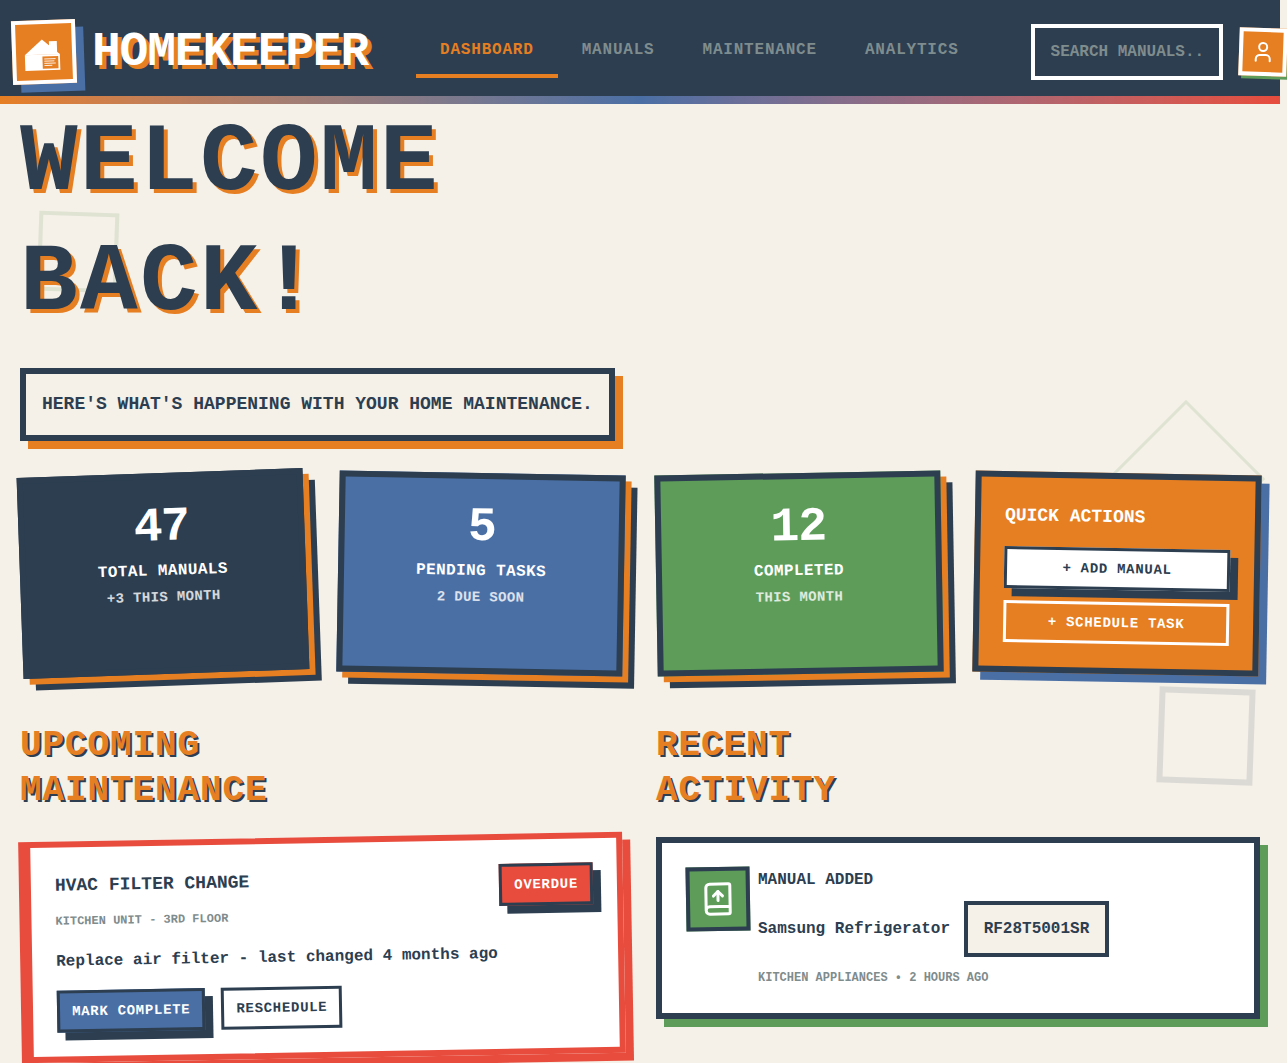 HOMEKEEPER
DASHBOARD
MANUALS
MAINTENANCE
ANALYTICS
SEARCH MANUALS..
WELCOME
BACK!
HERE'S WHAT'S HAPPENING WITH YOUR HOME MAINTENANCE.
47
TOTAL MANUALS
+3 THIS MONTH
5
PENDING TASKS
2 DUE SOON
12
COMPLETED
THIS MONTH
QUICK ACTIONS
+ ADD MANUAL
+ SCHEDULE TASK
UPCOMING
MAINTENANCE
HVAC FILTER CHANGE
OVERDUE
KITCHEN UNIT - 3RD FLOOR
Replace air filter - last changed 4 months ago
MARK COMPLETE
RESCHEDULE
RECENT
ACTIVITY
MANUAL ADDED
Samsung Refrigerator RF28T5001SR
KITCHEN APPLIANCES • 2 HOURS AGO